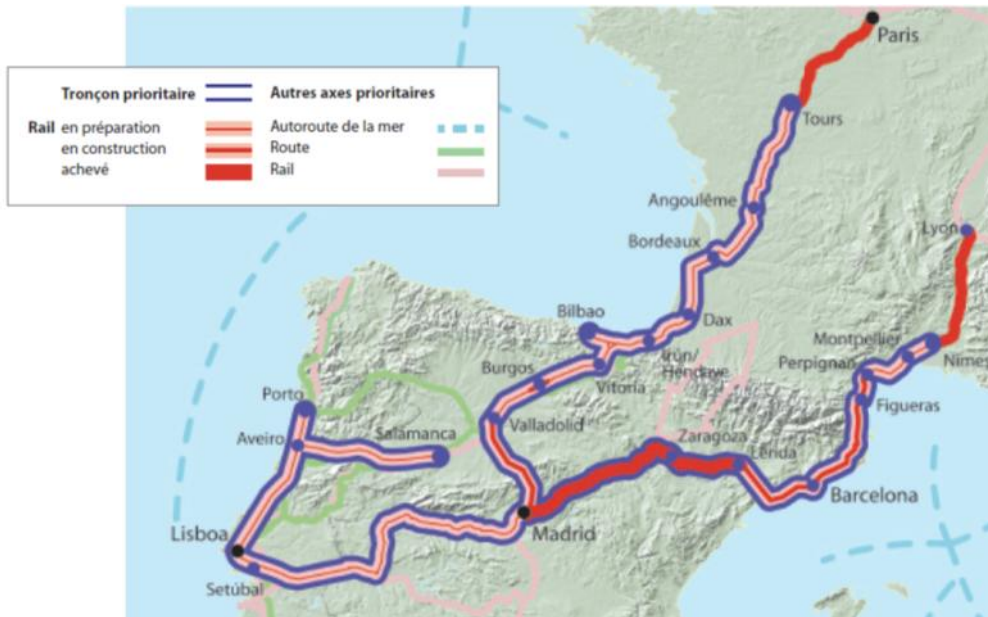 Paris
Tronçon prioritaire
Autres axes prioritaires
Rail en préparation
Autoroute de la mer
en construction
Route
achevé
Rail
Tours
Angoulême
Lyon
Bordeaux
Bilbao
Dax
Montpellier
Irún/
Hendaye
Perpignan
Nîmes
Burgos
Vitoria
Figueras
Porto
Valladolid
Aveiro
Salamanca
Zaragoza
Lérida
Barcelona
Lisboa
Madrid
Setúbal